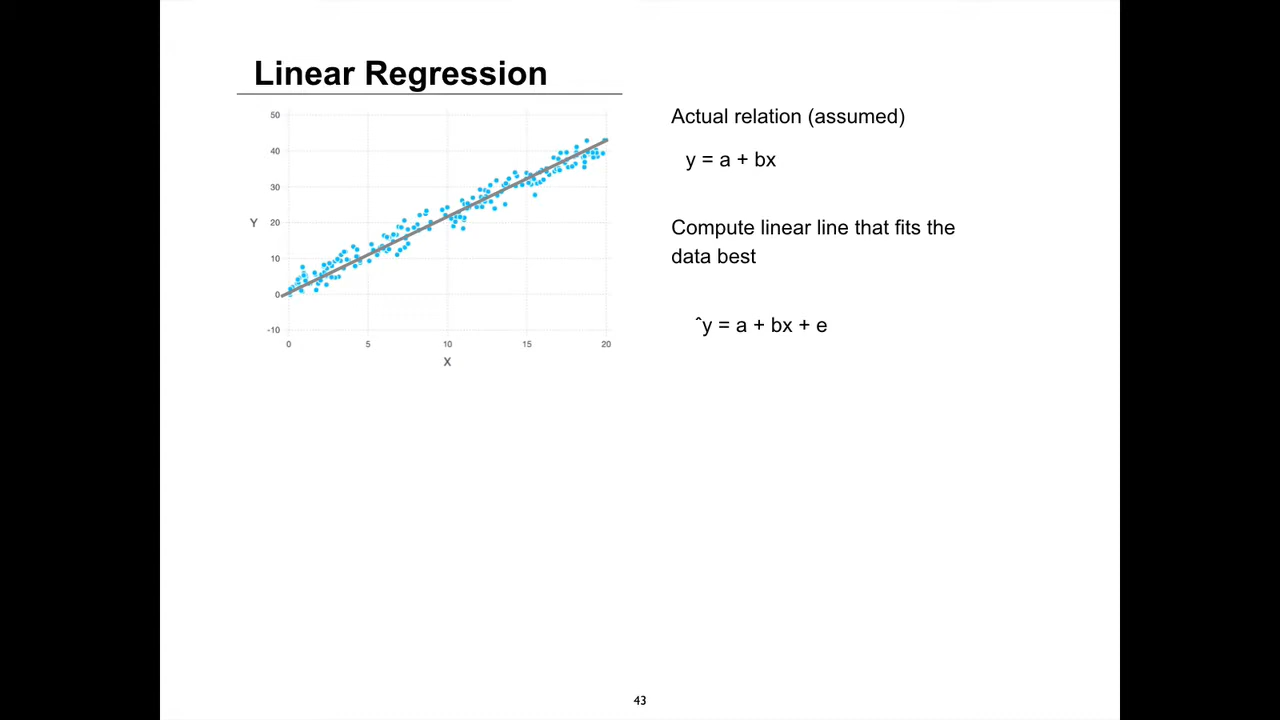 Linear Regression
50
40
30
Y 20
10
0
-10
0 5 10 15 20
X
Actual relation (assumed)
y = a + bx
Compute linear line that fits the
data best
ˆy = a + bx + e
43